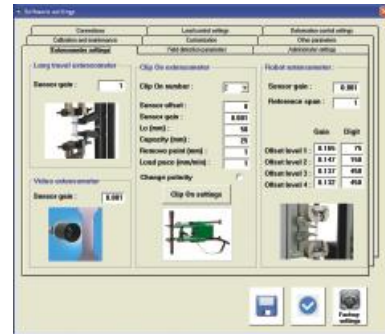 Software settings
Connections
Load control settings
Deformation control settings
Calibration and maintenance
Customization
Other parameters
Extensometer settings
Field direction parameters
Administrator settings
Long travel extensometer
Sensor gain : 1
Video extensometer
Sensor gain : 0.001
Clip On extensometer
Clip On number : 2
Sensor offset : 0
Sensor gain : 0.001
Lo (mm) : 50
Capacity (mm) : 25
Remove point (mm) : 1
Load pace (mm/min) : 1
Change polarity
Clip On settings
Robot extensometer
Sensor gain : 0.001
Reference span : 1
Gain Digit
Offset level 1 : 0.106 75
Offset level 2 : 0.147 150
Offset level 3 : 0.137 450
Offset level 4 : 0.132 450
Factory settings